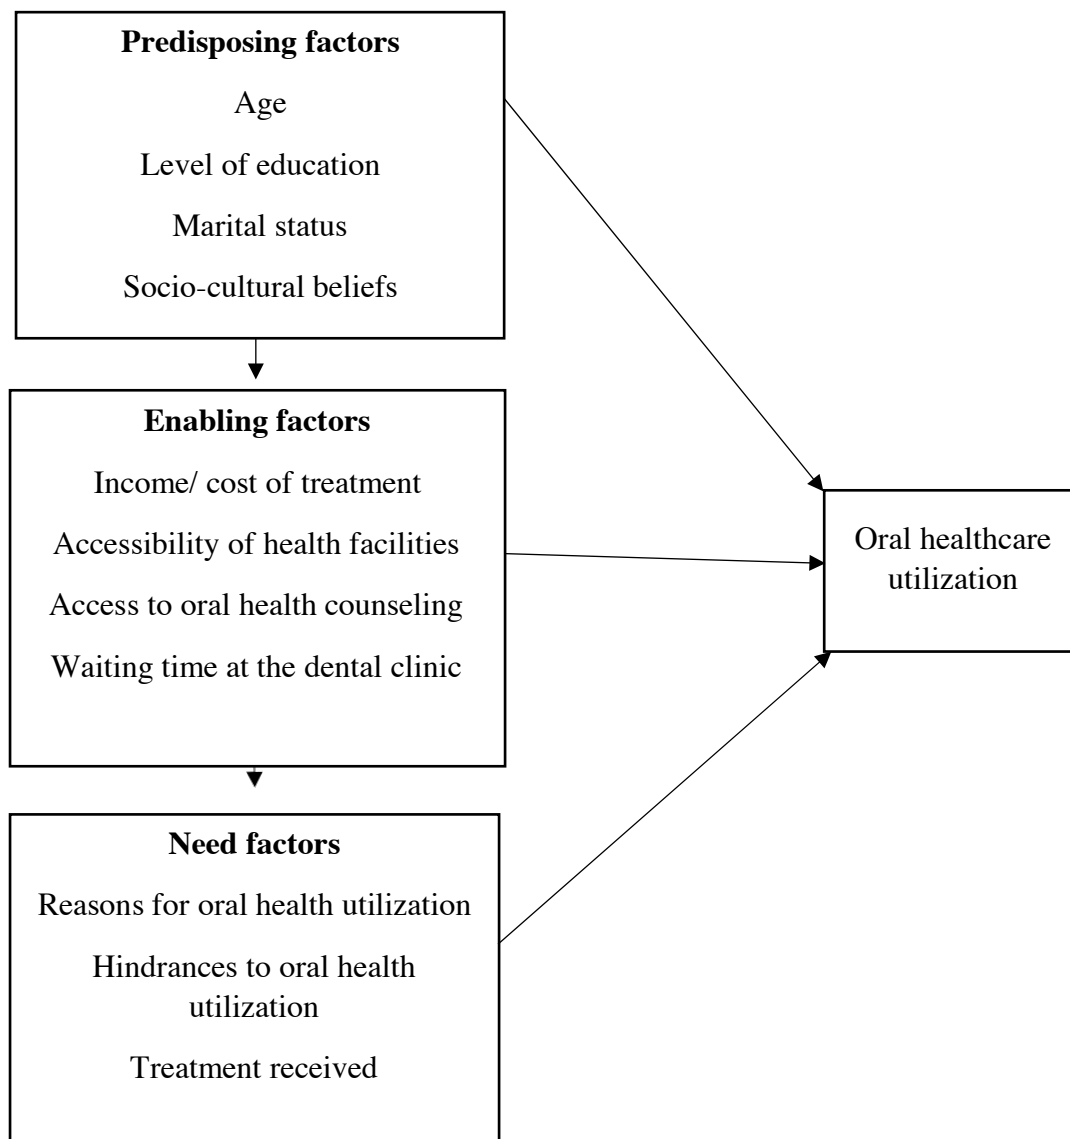 Predisposing factors
Age
Level of education
Marital status
Socio-cultural beliefs
Enabling factors
Income/ cost of treatment
Accessibility of health facilities
Access to oral health counseling
Waiting time at the dental clinic
Need factors
Reasons for oral health utilization
Hindrances to oral health
utilization
Treatment received
Oral healthcare
utilization